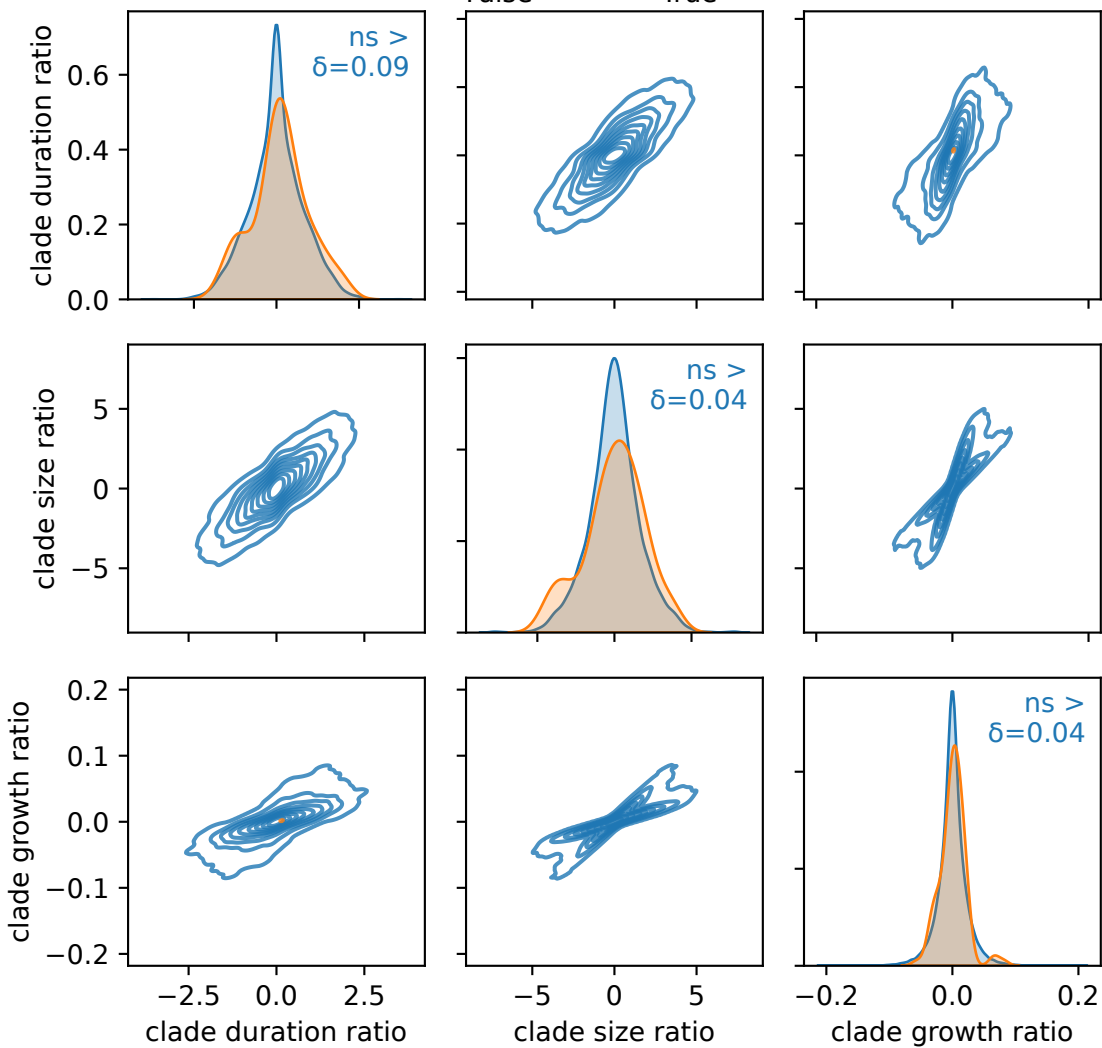 True
clade duration ratio
0.6
0.4
0.2
0.0
ns >
δ=0.09
clade size ratio
5
0
−5
ns >
δ=0.04
clade growth ratio
0.2
0.1
0.0
−0.1
−0.2
ns >
δ=0.04
−2.5 0.0 2.5
clade duration ratio
−5 0 5
clade size ratio
−0.2 0.0 0.2
clade growth ratio